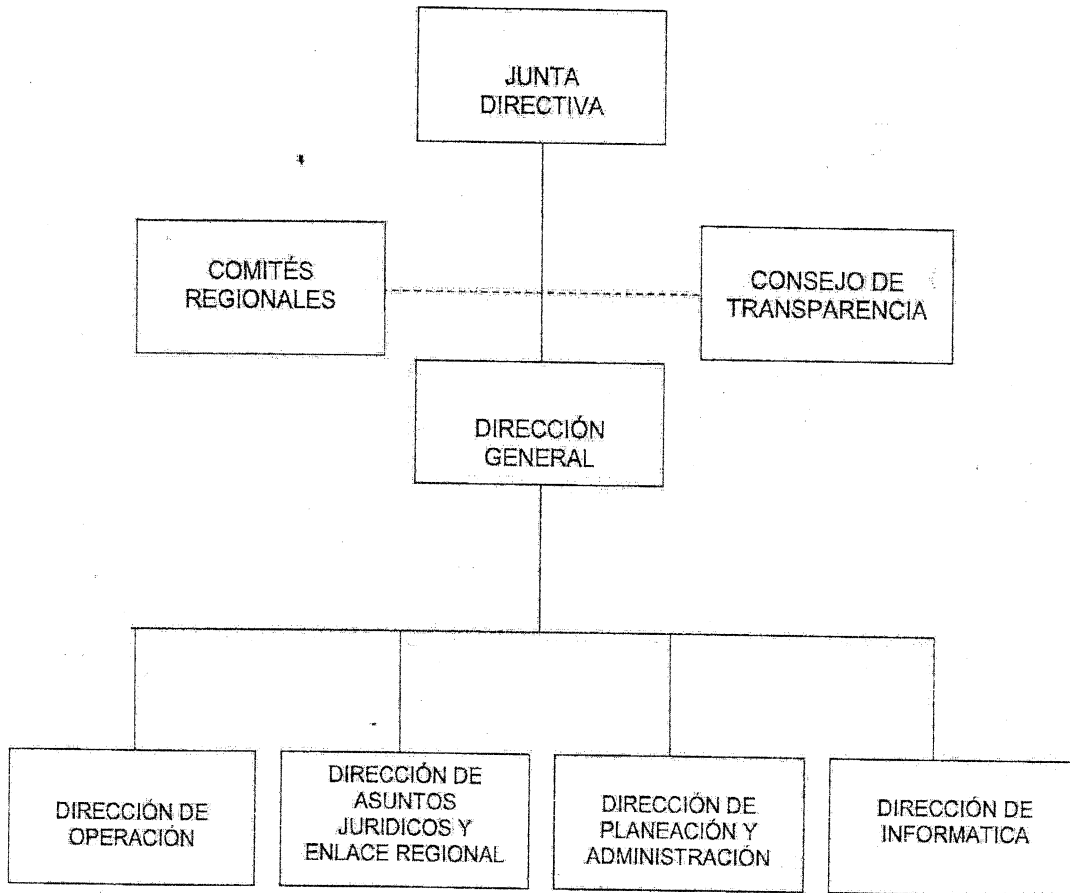 JUNTA
DIRECTIVA
COMITÉS
REGIONALES
CONSEJO DE
TRANSPARENCIA
DIRECCIÓN
GENERAL
DIRECCIÓN DE
OPERACIÓN
DIRECCIÓN DE
ASUNTOS
JURIDICOS Y
ENLACE REGIONAL
DIRECCIÓN DE
PLANEACIÓN Y
ADMINISTRACIÓN
DIRECCIÓN DE
INFORMATICA